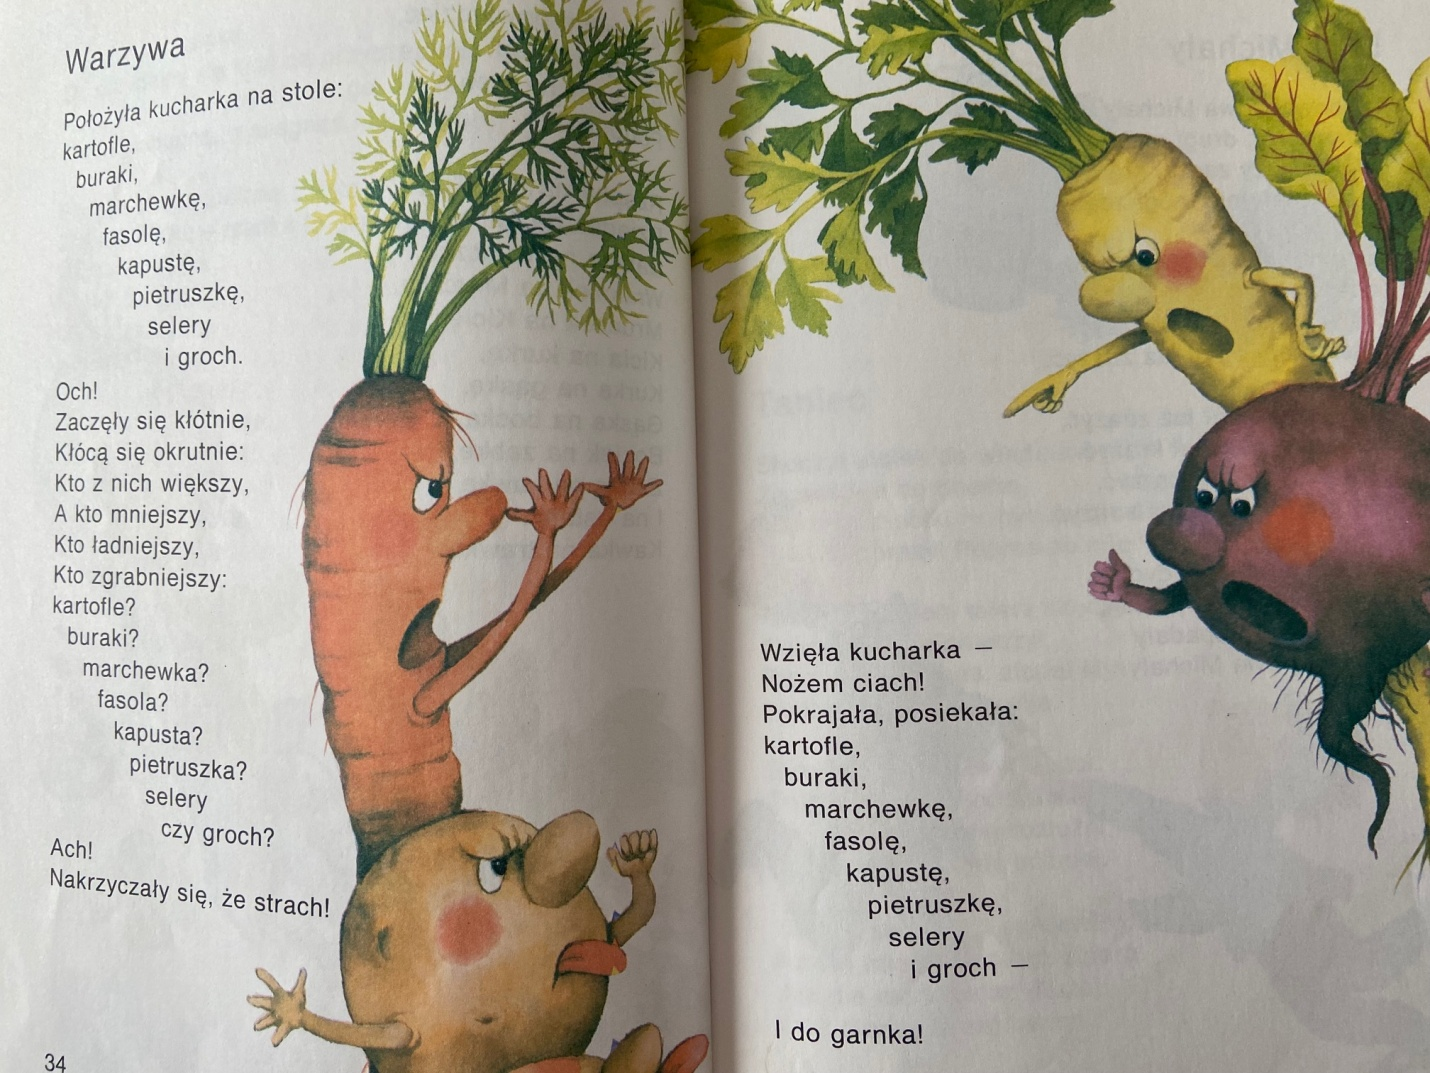 Warzywa
Położyła kucharka na stole:
kartofle,
buraki,
marchewkę,
fasolę,
kapustę,
pietruszkę,
selery
i groch.
Och!
Zaczęły się kłótnie,
Kłócą się okrutnie:
Kto z nich większy,
A kto mniejszy,
Kto ładniejszy,
Kto zgrabniejszy:
kartofle?
buraki?
marchewka?
fasola?
kapusta?
pietruszka?
selery
czy groch?
Ach!
Nakrzyczały się, że strach!
34
Wzięła kucharka —
Nożem ciach!
Pokrajała, posiekała:
kartofle,
buraki,
marchewkę,
fasolę,
kapustę,
pietruszkę,
selery
i groch —
I do garnka!